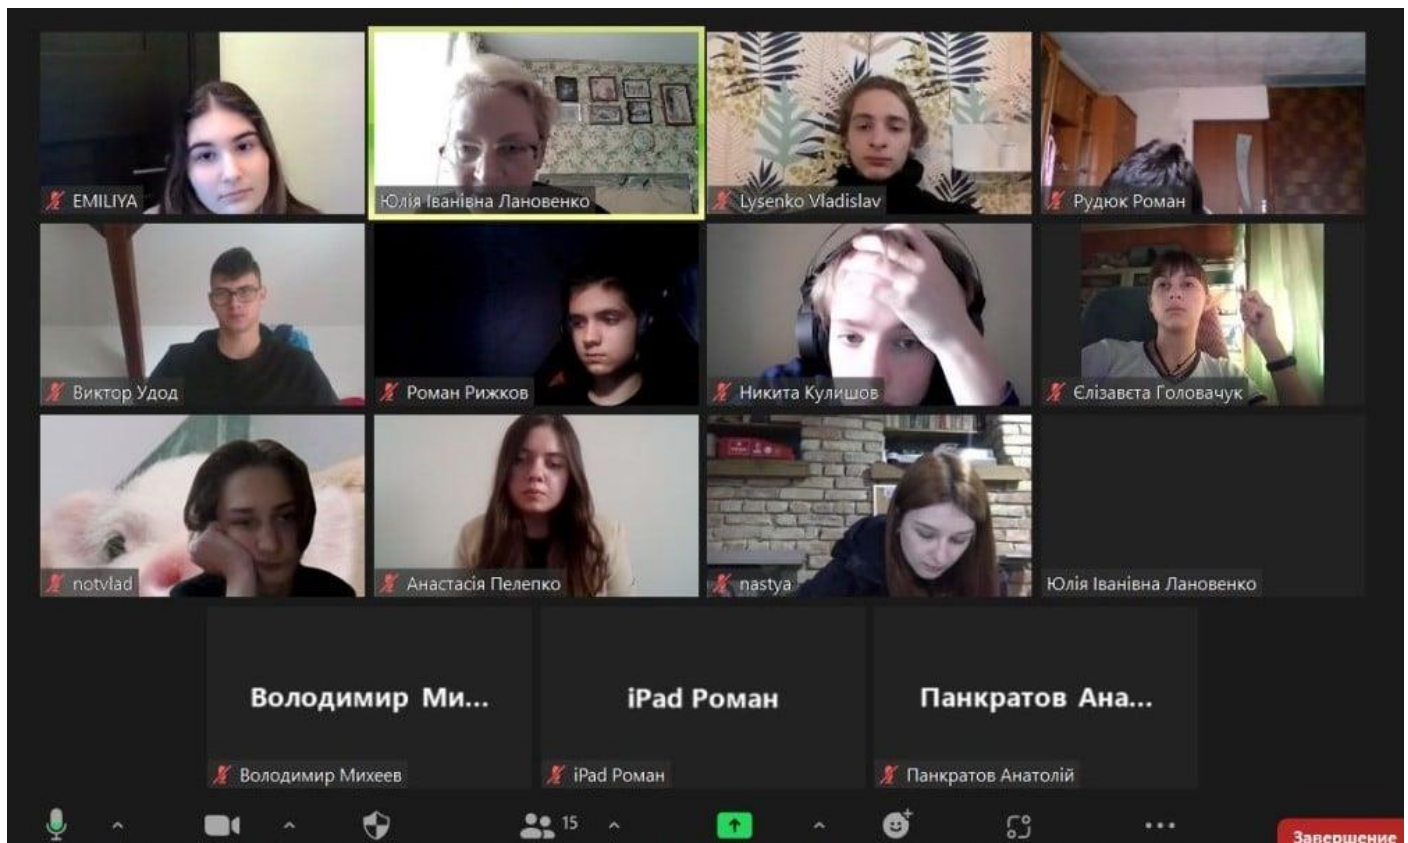 EMILIYA
Юлія Іванівна Лановенко
Lysenko Vladislav
Рудюк Роман
Виктор Удод
Роман Рижков
Никита Кулишов
Єлізавєта Головачук
notvlad
Анастасія Пелепко
nastya
Юлія Іванівна Лановенко
Володимир Ми...
Володимир Михеев
iPad Роман
iPad Роман
Панкратов Ана...
Панкратов Анатолій
15
Завершение